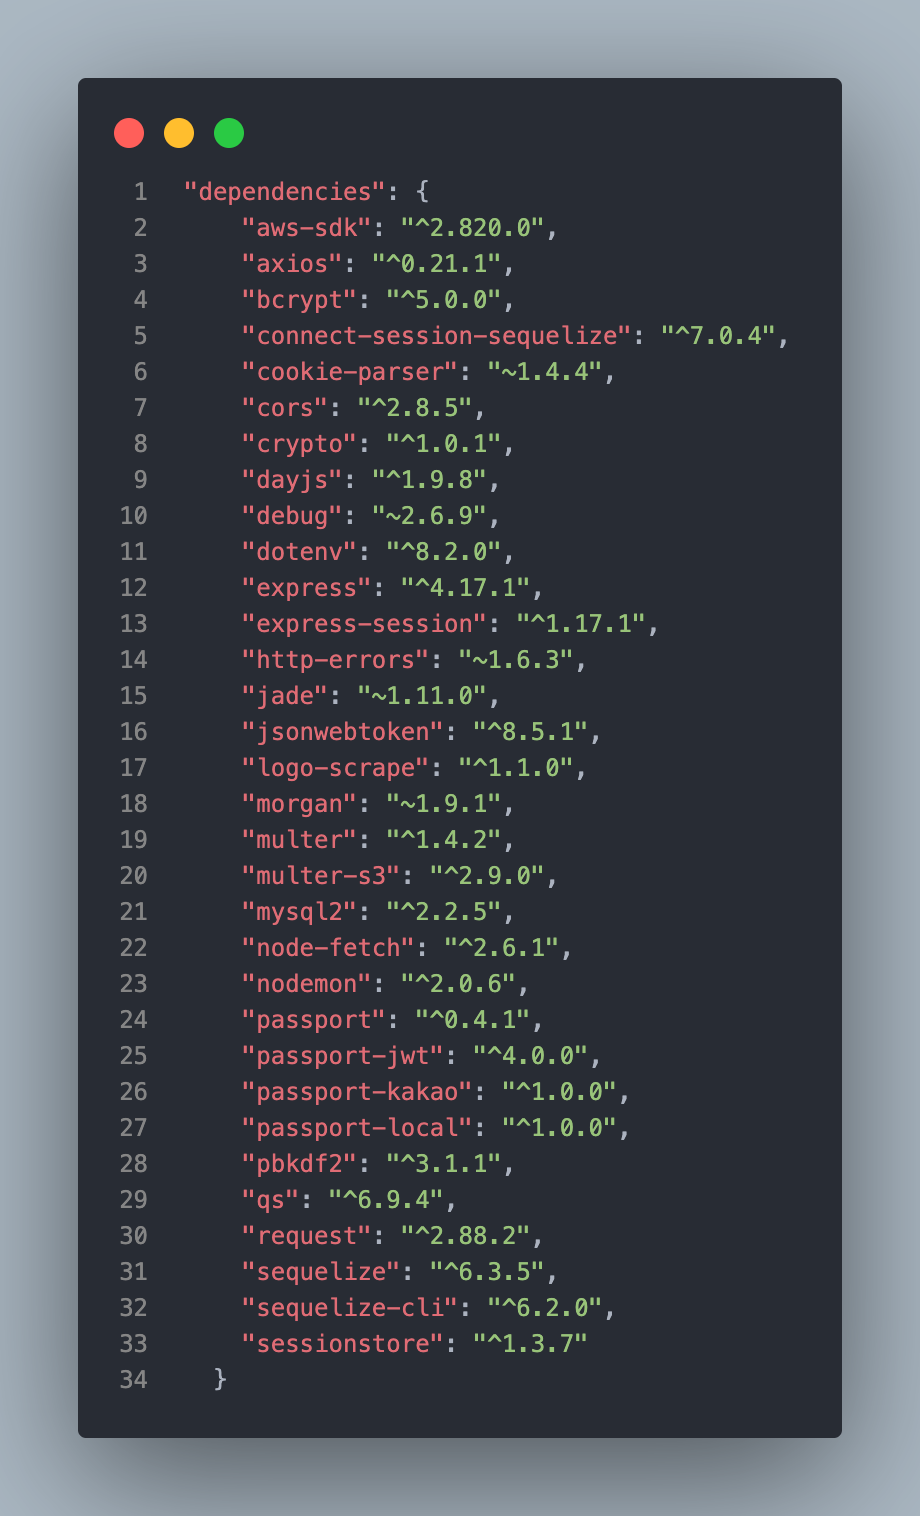 1 "dependencies": {
2 "aws-sdk": "^2.820.0",
3 "axios": "^0.21.1",
4 "bcrypt": "^5.0.0",
5 "connect-session-sequelize": "^7.0.4",
6 "cookie-parser": "~1.4.4",
7 "cors": "^2.8.5",
8 "crypto": "^1.0.1",
9 "dayjs": "^1.9.8",
10 "debug": "~2.6.9",
11 "dotenv": "^8.2.0",
12 "express": "^4.17.1",
13 "express-session": "^1.17.1",
14 "http-errors": "~1.6.3",
15 "jade": "~1.11.0",
16 "jsonwebtoken": "^8.5.1",
17 "logo-scrape": "^1.1.0",
18 "morgan": "~1.9.1",
19 "multer": "^1.4.2",
20 "multer-s3": "^2.9.0",
21 "mysql2": "^2.2.5",
22 "node-fetch": "^2.6.1",
23 "nodemon": "^2.0.6",
24 "passport": "^0.4.1",
25 "passport-jwt": "^4.0.0",
26 "passport-kakao": "^1.0.0",
27 "passport-local": "^1.0.0",
28 "pbkdf2": "^3.1.1",
29 "qs": "^6.9.4",
30 "request": "^2.88.2",
31 "sequelize": "^6.3.5",
32 "sequelize-cli": "^6.2.0",
33 "sessionstore": "^1.3.7"
34 }